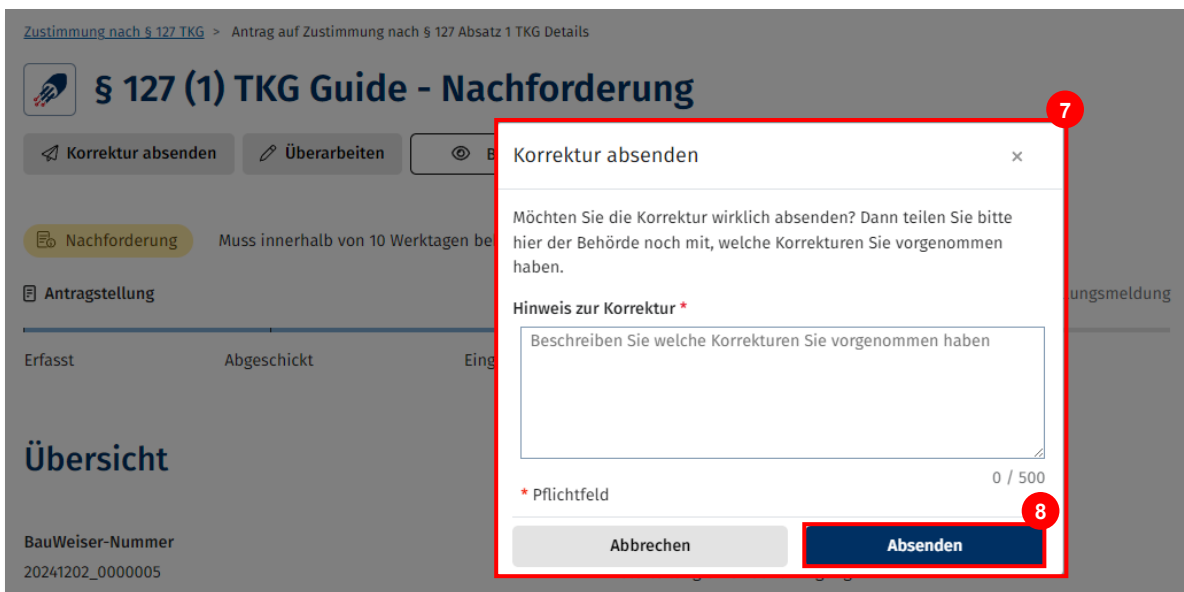 Zustimmung nach § 127 TKG > Antrag auf Zustimmung nach § 127 Absatz 1 TKG Details
§ 127 (1) TKG Guide - Nachforderung
7
Korrektur absenden
Überarbeiten
Korrektur absenden
×
Möchten Sie die Korrektur wirklich absenden? Dann teilen Sie bitte
hier der Behörde noch mit, welche Korrekturen Sie vorgenommen
haben.
Nachforderung
Muss innerhalb von 10 Werktagen
Antragstellung
Hinweis zur Korrektur *
Beschreiben Sie welche Korrekturen Sie vorgenommen haben
Erfasst
Abgeschickt
0 / 500
* Pflichtfeld
8
Abbrechen
Absenden
Übersicht
BauWeiser-Nummer
20241202_0000005